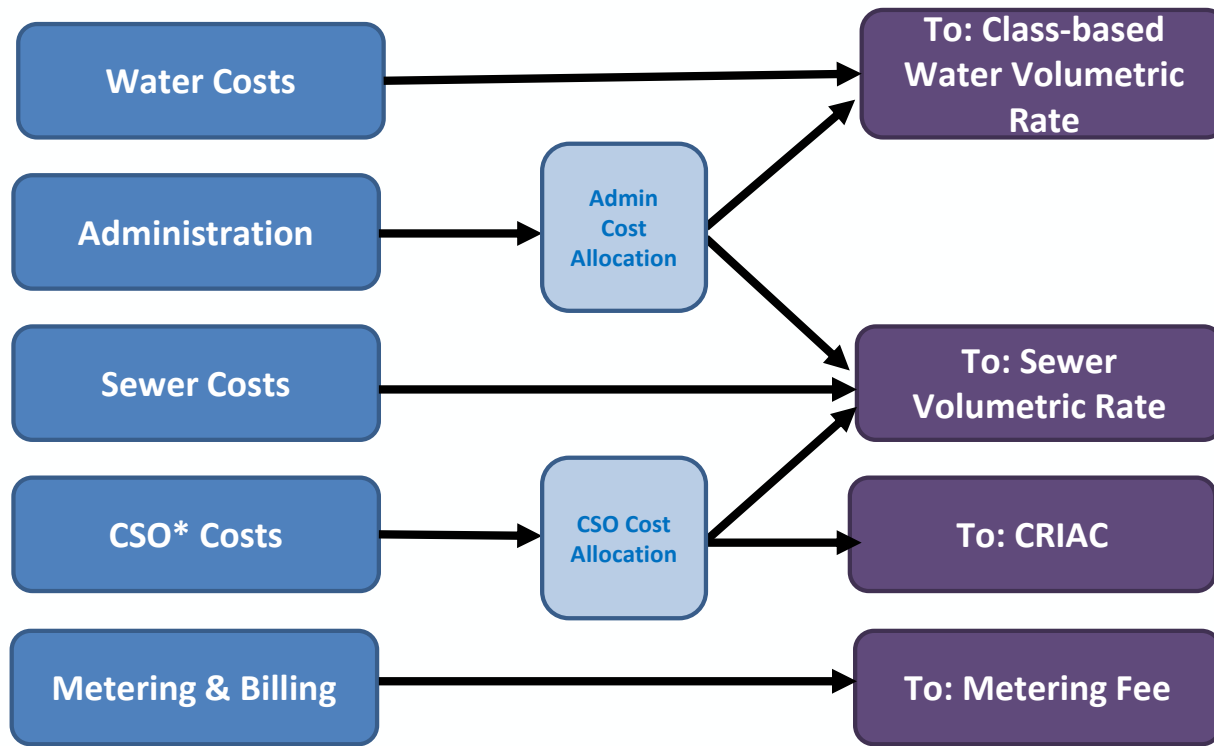 Water Costs
To: Class-based
Water Volumetric
Rate
Administration
Admin
Cost
Allocation
Sewer Costs
To: Sewer
Volumetric Rate
CSO* Costs
CSO Cost
Allocation
To: CRIAC
Metering & Billing
To: Metering Fee